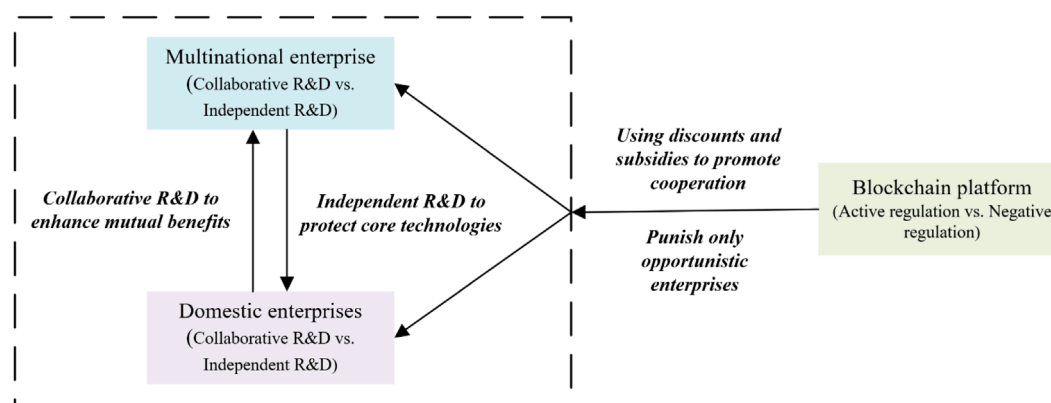 Multinational enterprise
(Collaborative R&D vs.
Independent R&D)
Collaborative R&D to
enhance mutual benefits
Independent R&D to
protect core technologies
Domestic enterprises
(Collaborative R&D vs.
Independent R&D)
Using discounts and
subsidies to promote
cooperation
Punish only
opportunistic
enterprises
Blockchain platform
(Active regulation vs. Negative
regulation)